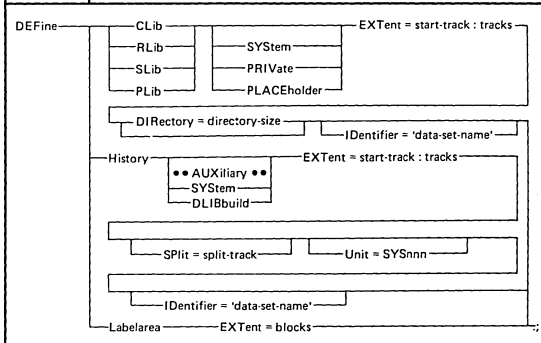 DEFine CLib EXTent = start-track : tracks
RLib SYStem
SLib PRIVate
PLib PLACEholder
DIRectory = directory-size IDentifier = 'data-set-name'
History EXTent = start-track : tracks
•• AUXiliary ••
SYStem
DLIBbuild
SPlit = split-track Unit = SYSnnn
IDentifier = 'data-set-name'
Labelarea EXTent = blocks ;